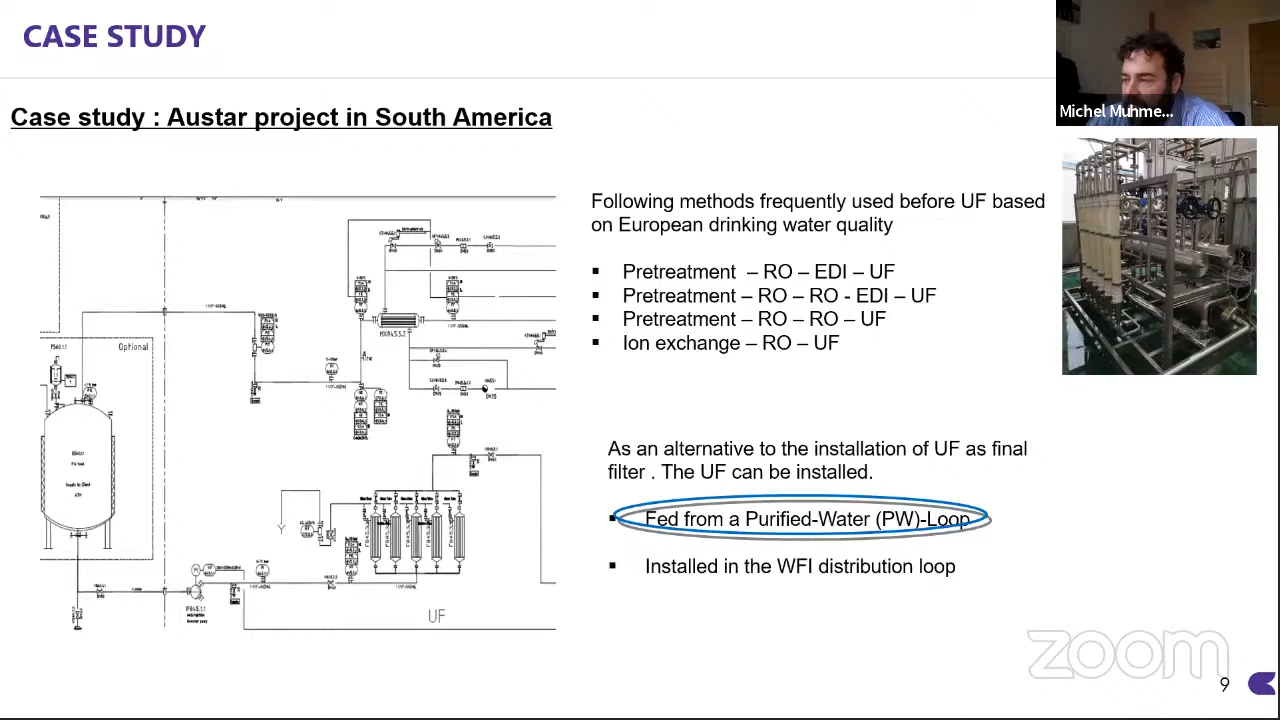 CASE STUDY
Michel Muhme...
Case study : Austar project in South America
Following methods frequently used before UF based
on European drinking water quality
▪ Pretreatment – RO – EDI – UF
▪ Pretreatment – RO – RO - EDI – UF
▪ Pretreatment – RO – RO – UF
▪ Ion exchange – RO – UF
As an alternative to the installation of UF as final
filter . The UF can be installed.
▪ Fed from a Purified-Water (PW)-Loop
▪ Installed in the WFI distribution loop
Optional
UF
zoom
9